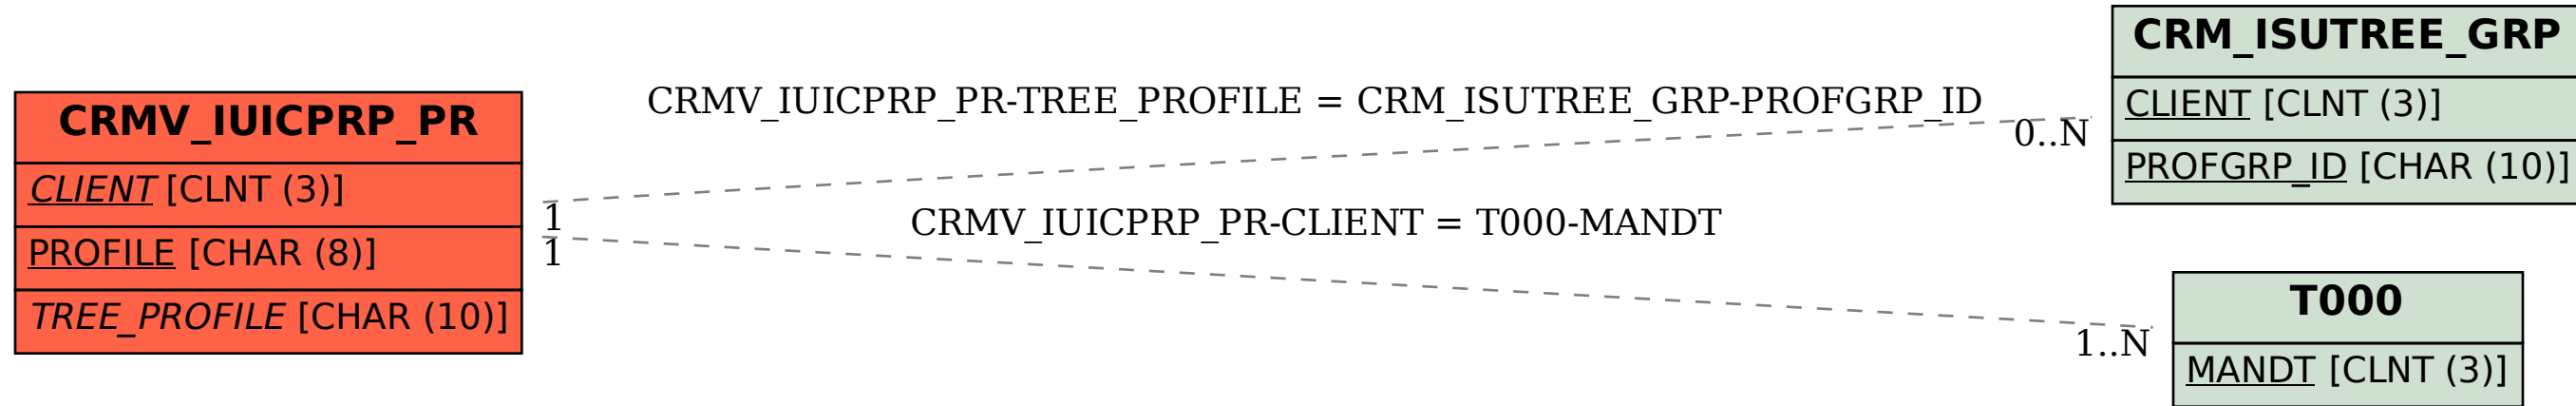 CRMV_IUICPRP_PR
CLIENT [CLNT (3)]
PROFILE [CHAR (8)]
TREE_PROFILE [CHAR (10)]
CRMV_IUICPRP_PR-TREE_PROFILE = CRM_ISUTREE_GRP-PROFGRP_ID
0..N
1
CRMV_IUICPRP_PR-CLIENT = T000-MANDT
1
1..N
CRM_ISUTREE_GRP
CLIENT [CLNT (3)]
PROFGRP_ID [CHAR (10)]
T000
MANDT [CLNT (3)]